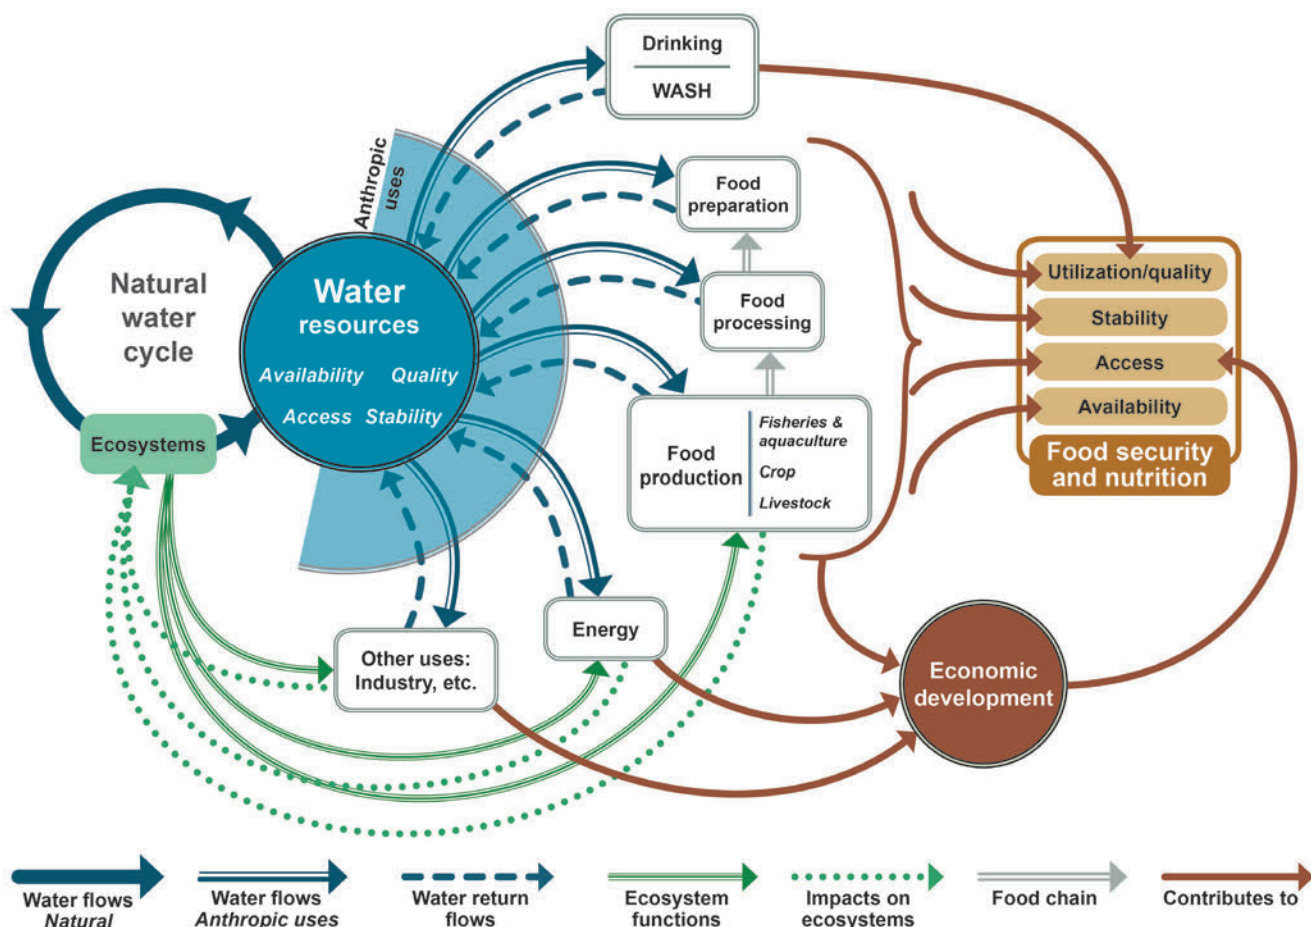 Drinking
WASH
Anthropic
uses
Food
preparation
Natural
water
cycle
Water
resources
Availability Quality
Access Stability
Food
processing
Utilization/quality
Stability
Access
Availability
Food security
and nutrition
Ecosystems
Food
production
Fisheries &
aquaculture
Crop
Livestock
Energy
Other uses:
Industry, etc.
Economic
development
Water flows
Natural
Water flows
Anthropic uses
Water return
flows
Ecosystem
functions
Impacts on
ecosystems
Food chain
Contributes to